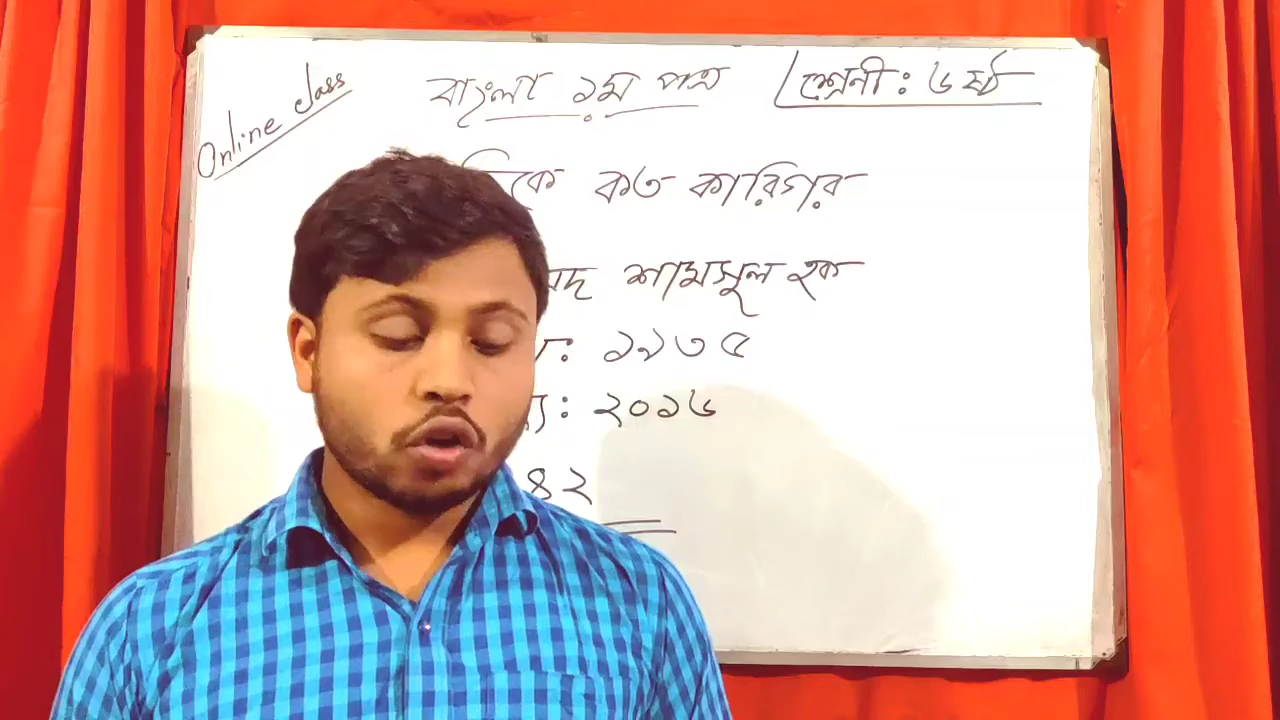 Online class
বাংলা ১ম পত্র
শ্রেনী: ৬ষ্ঠ
কত কারিগর
শামসুল হক
: ১৯৩৫
: ২০১৬
৪২